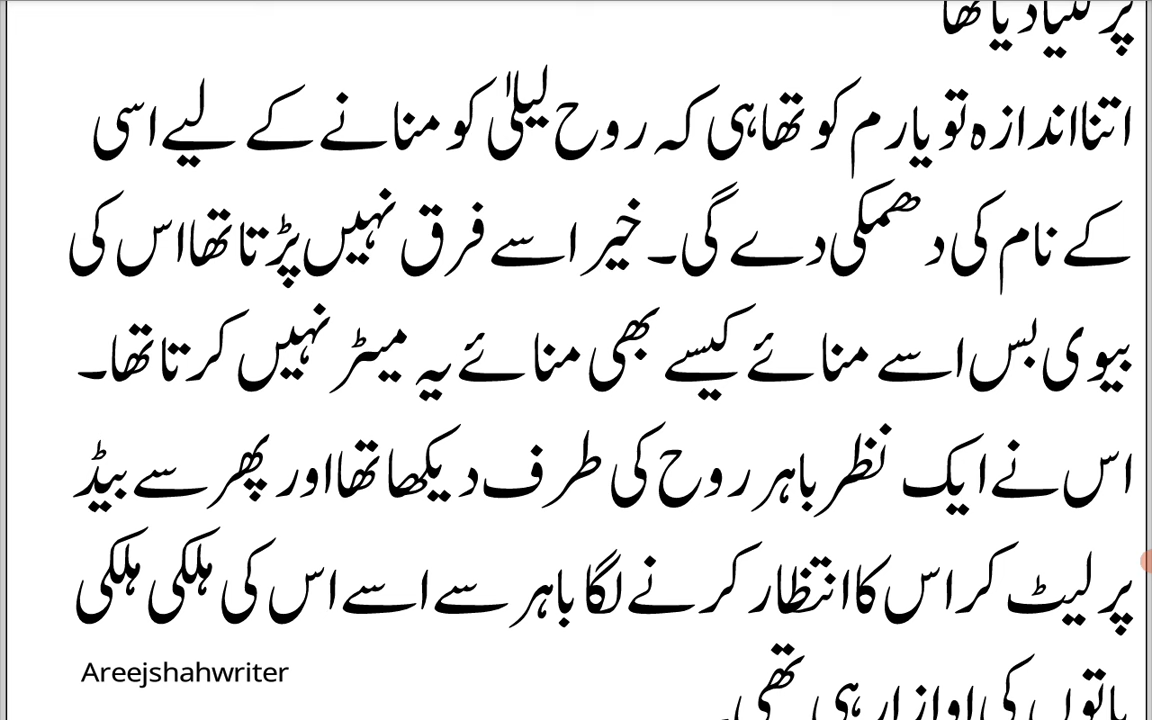 پر لیٹا دیا تھا
اتنا اندازہ تو یارم کو تھا ہی کہ روح لیلیٰ کو منانے کے لیے اسی
کے نام کی دھمکی دے گی۔ خیر اسے فرق نہیں پڑتا تھا اس کی
بیوی بس اسے منائے کیسے بھی منائے یہ میٹر نہیں کرتا تھا۔
اس نے ایک نظر باہر روح کی طرف دیکھا تھا اور پھر سے بیڈ
پر لیٹ کر اس کا انتظار کرنے لگا باہر سے اسے اس کی ہلکی ہلکی
باتوں کی اواز ارہی تھی۔
Areejshahwriter